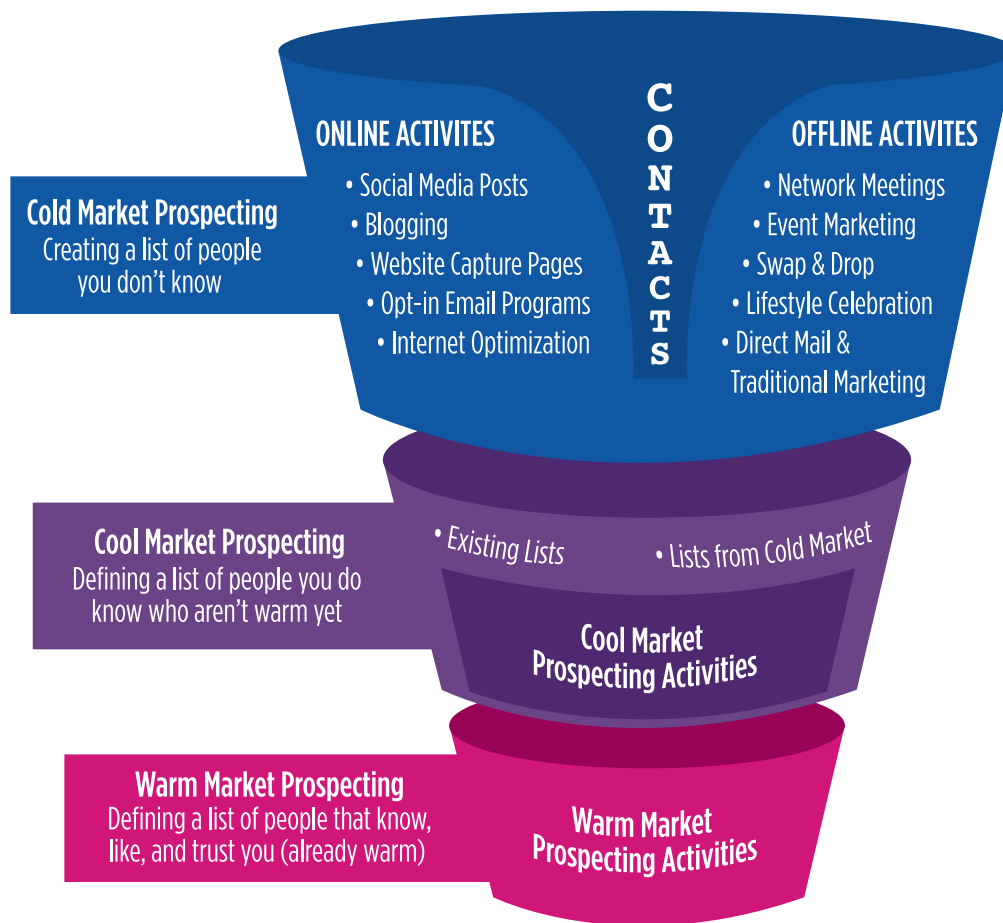 CONTACTS
ONLINE ACTIVITES
• Social Media Posts
• Blogging
• Website Capture Pages
• Opt-in Email Programs
• Internet Optimization
OFFLINE ACTIVITES
• Network Meetings
• Event Marketing
• Swap & Drop
• Lifestyle Celebration
• Direct Mail &
Traditional Marketing
Cold Market Prospecting
Creating a list of people
you don't know
Cool Market Prospecting
Defining a list of people you do
know who aren't warm yet
• Existing Lists
• Lists from Cold Market
Cool Market
Prospecting Activities
Warm Market Prospecting
Defining a list of people that know,
like, and trust you (already warm)
Warm Market
Prospecting Activities